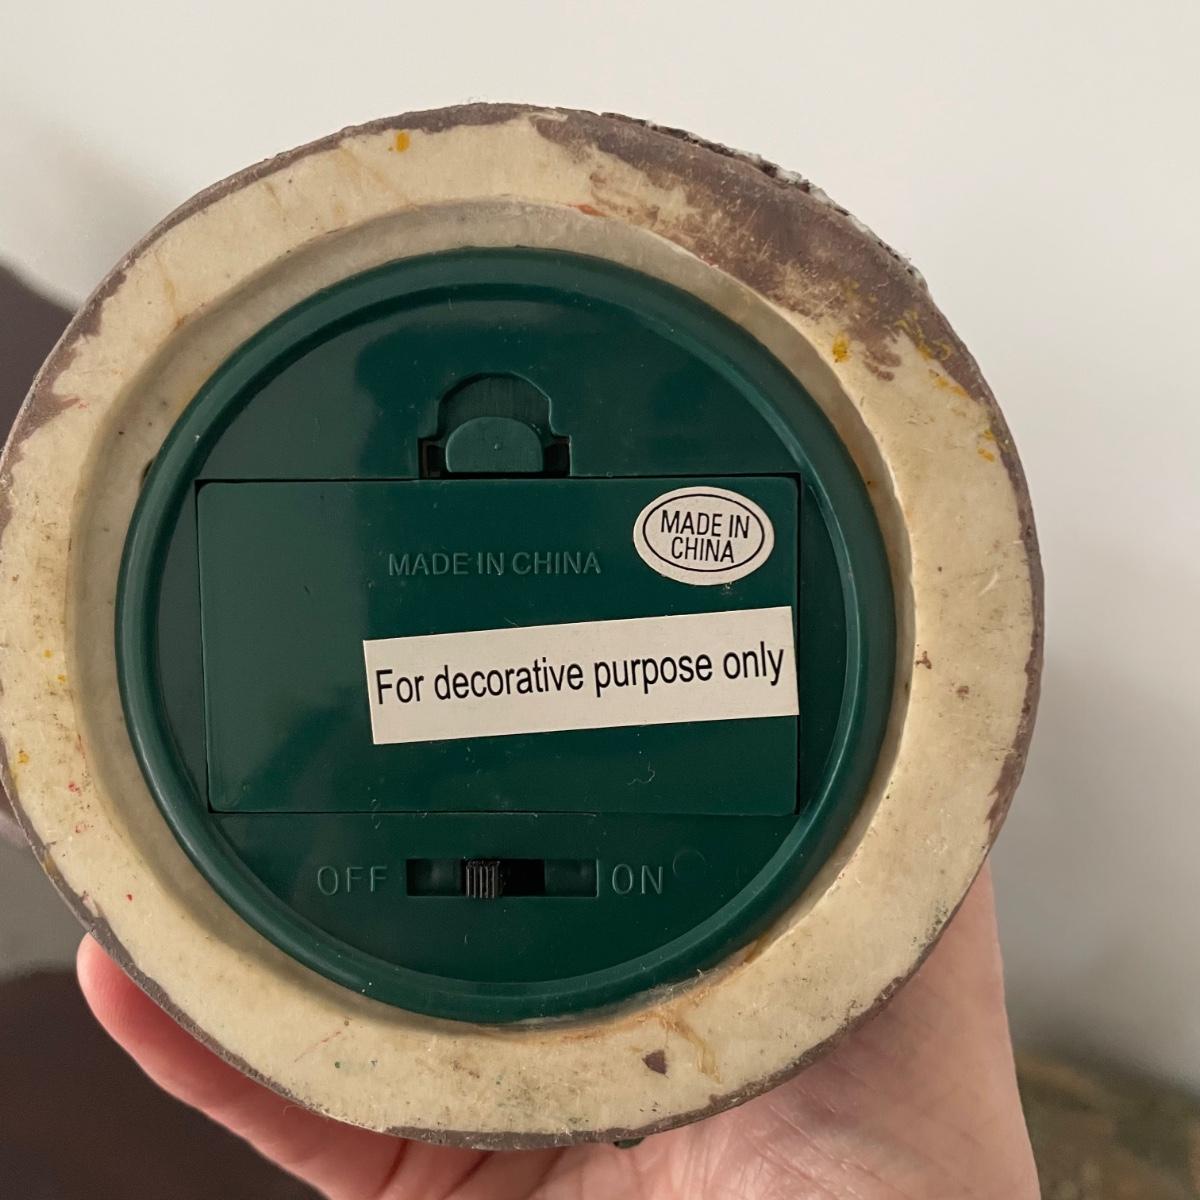 MADE IN CHINA
MADE IN
CHINA
For decorative purpose only
OFF ON